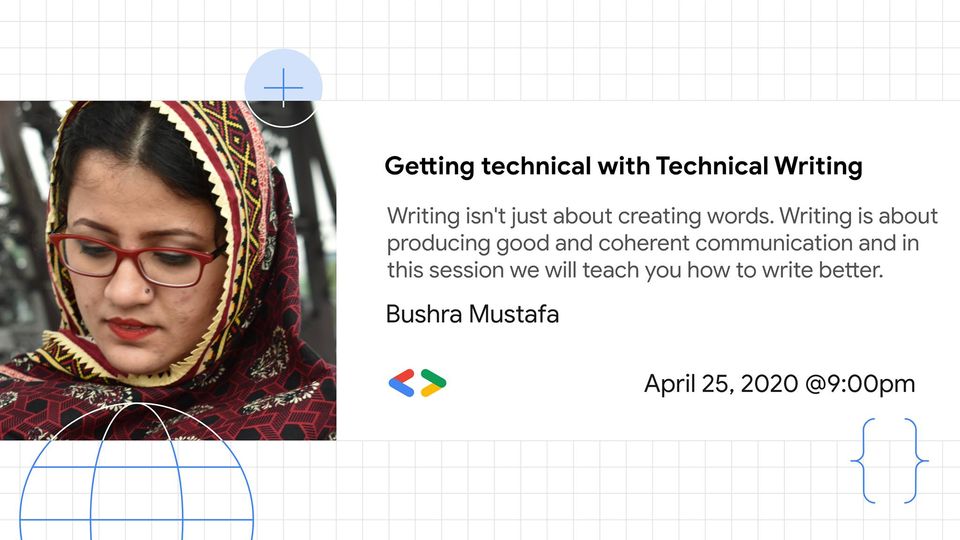 Getting technical with Technical Writing
Writing isn't just about creating words. Writing is about
producing good and coherent communication and in
this session we will teach you how to write better.
Bushra Mustafa
April 25, 2020 @9:00pm